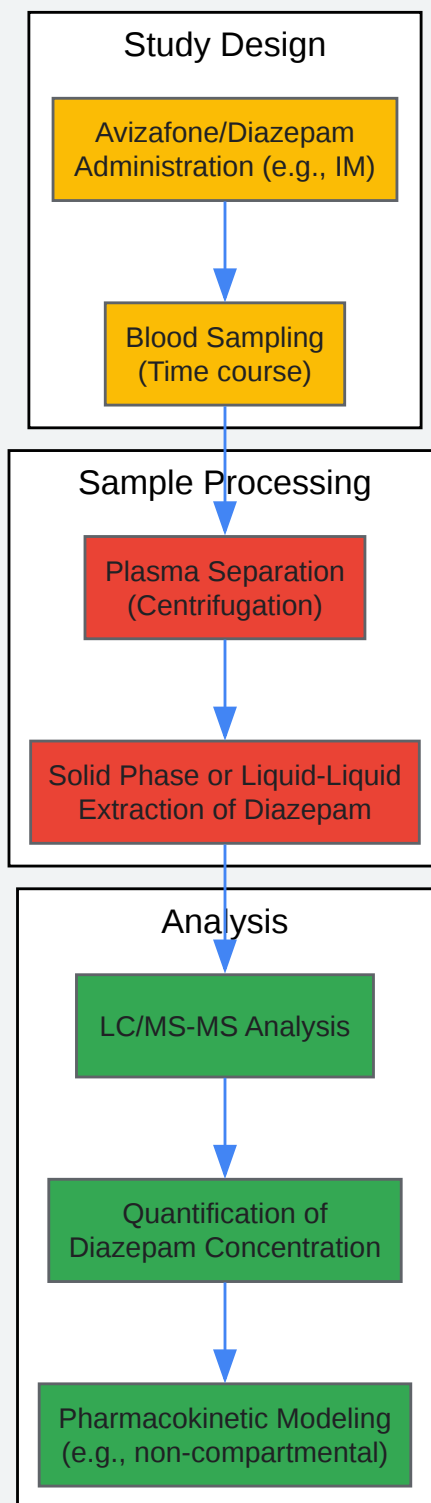 Study Design
Avizafone/Diazepam
Administration (e.g., IM)
Blood Sampling
(Time course)
Sample Processing
Plasma Separation
(Centrifugation)
Solid Phase or Liquid-Liquid
Extraction of Diazepam
Analysis
LC/MS-MS Analysis
Quantification of
Diazepam Concentration
Pharmacokinetic Modeling
(e.g., non-compartmental)